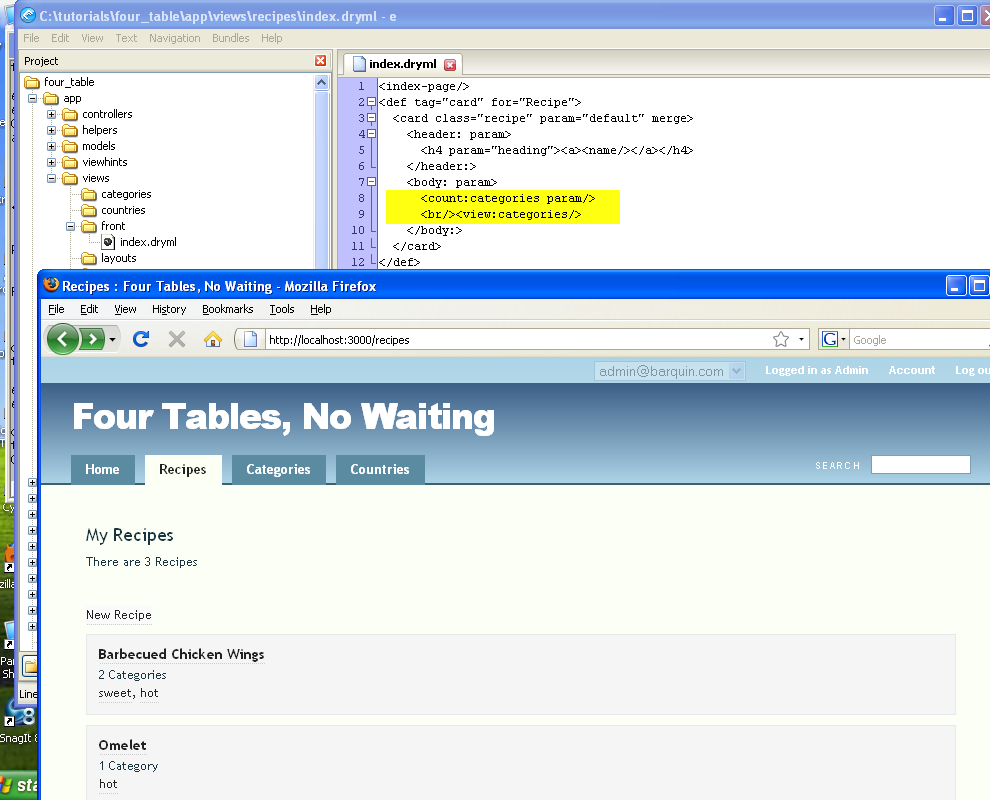 C:\tutorials\four_table\app\views\recipes\index.dryml - e
File Edit View Text Navigation Bundles Help
Project
four_table
app
controllers
helpers
models
viewhints
views
categories
countries
front
index.dryml
layouts
index.dryml
1 <index-page/>
2 <def tag="card" for="Recipe">
3 <card class="recipe" param="default" merge>
4 <header: param>
5 <h4 param="heading"><a><name/></a></h4>
6 </header:>
7 <body: param>
8 <count:categories param/>
9 <br/><view:categories/>
10 </body:>
11 </card>
12 </def>
Recipes : Four Tables, No Waiting - Mozilla Firefox
File Edit View History Bookmarks Tools Help
http://localhost:3000/recipes
G Google
admin@barquin.com Logged in as Admin Account Log ou
Four Tables, No Waiting
Home Recipes Categories Countries
SEARCH
My Recipes
There are 3 Recipes
New Recipe
Barbecued Chicken Wings
2 Categories
sweet, hot
Omelet
1 Category
hot
Line
SnagIt 8
sta